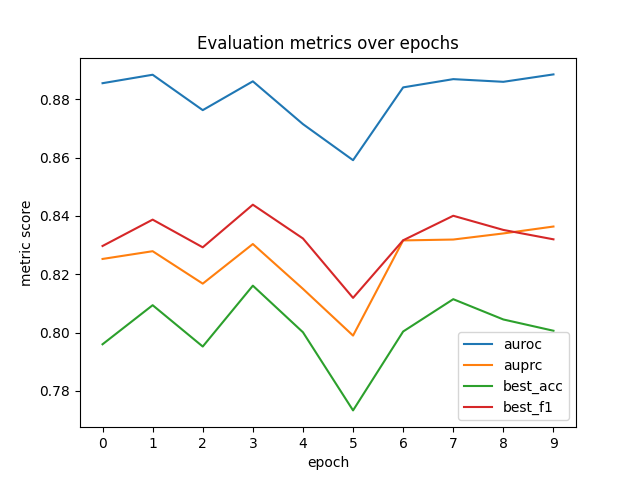 Evaluation metrics over epochs
metric score
0.88
0.86
0.84
0.82
0.80
0.78
auroc
auprc
best_acc
best_f1
0 1 2 3 4 5 6 7 8 9
epoch